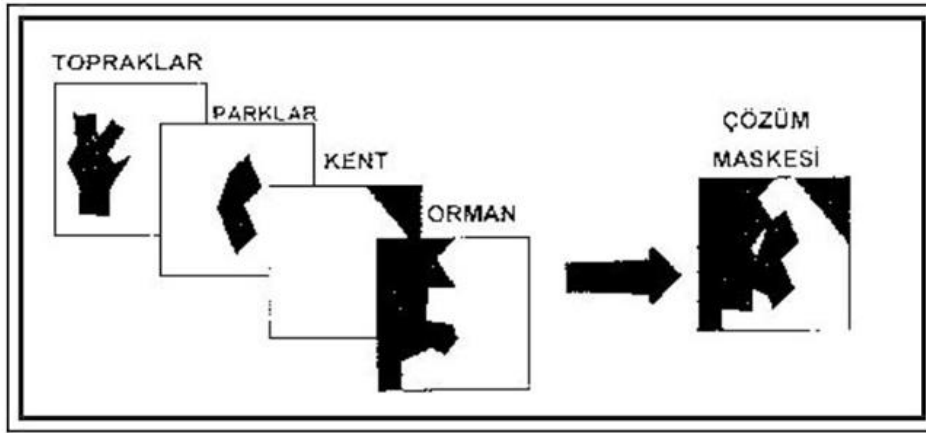 TOPRAKLAR
PARKLAR
KENT
ORMAN
ÇÖZÜM
MASKESİ